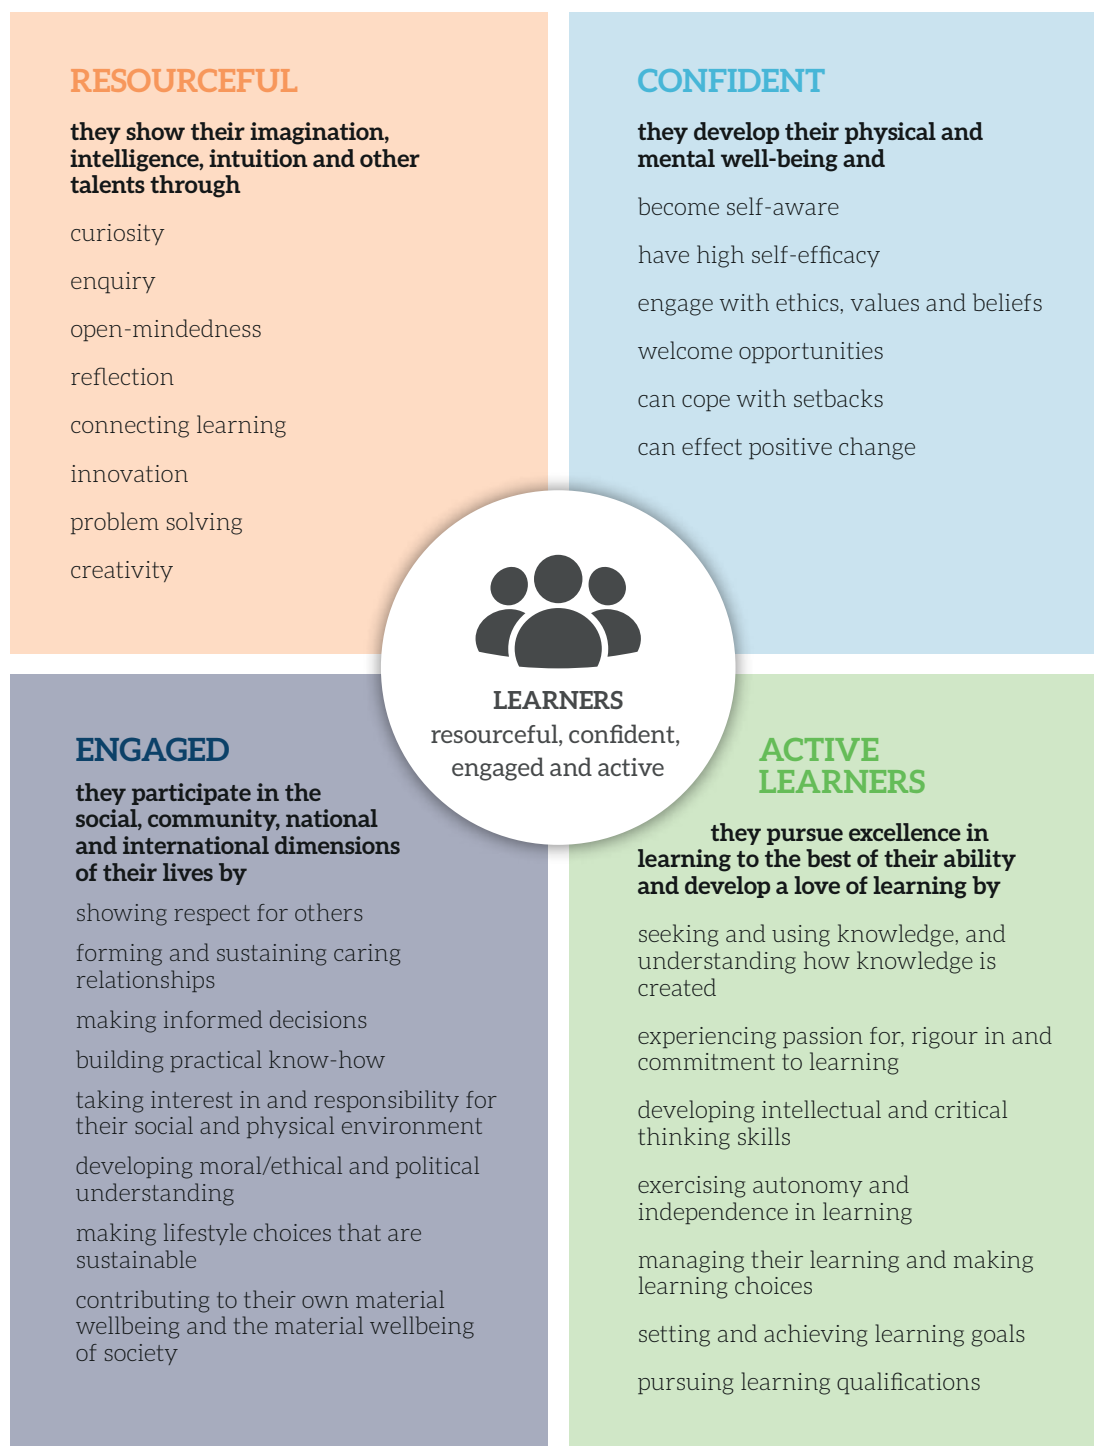 RESOURCEFUL
they show their imagination,
intelligence, intuition and other
talents through
curiosity
enquiry
open-mindedness
reflection
connecting learning
innovation
problem solving
creativity
CONFIDENT
they develop their physical and
mental well-being and
become self-aware
have high self-efficacy
engage with ethics, values and beliefs
welcome opportunities
can cope with setbacks
can effect positive change
LEARNERS
resourceful, confident,
engaged and active
ENGAGED
they participate in the
social, community, national
and international dimensions
of their lives by
showing respect for others
forming and sustaining caring
relationships
making informed decisions
building practical know-how
taking interest in and responsibility for
their social and physical environment
developing moral/ethical and political
understanding
making lifestyle choices that are
sustainable
contributing to their own material
wellbeing and the material wellbeing
of society
ACTIVE
LEARNERS
they pursue excellence in
learning to the best of their ability
and develop a love of learning by
seeking and using knowledge, and
understanding how knowledge is
created
experiencing passion for, rigour in and
commitment to learning
developing intellectual and critical
thinking skills
exercising autonomy and
independence in learning
managing their learning and making
learning choices
setting and achieving learning goals
pursuing learning qualifications